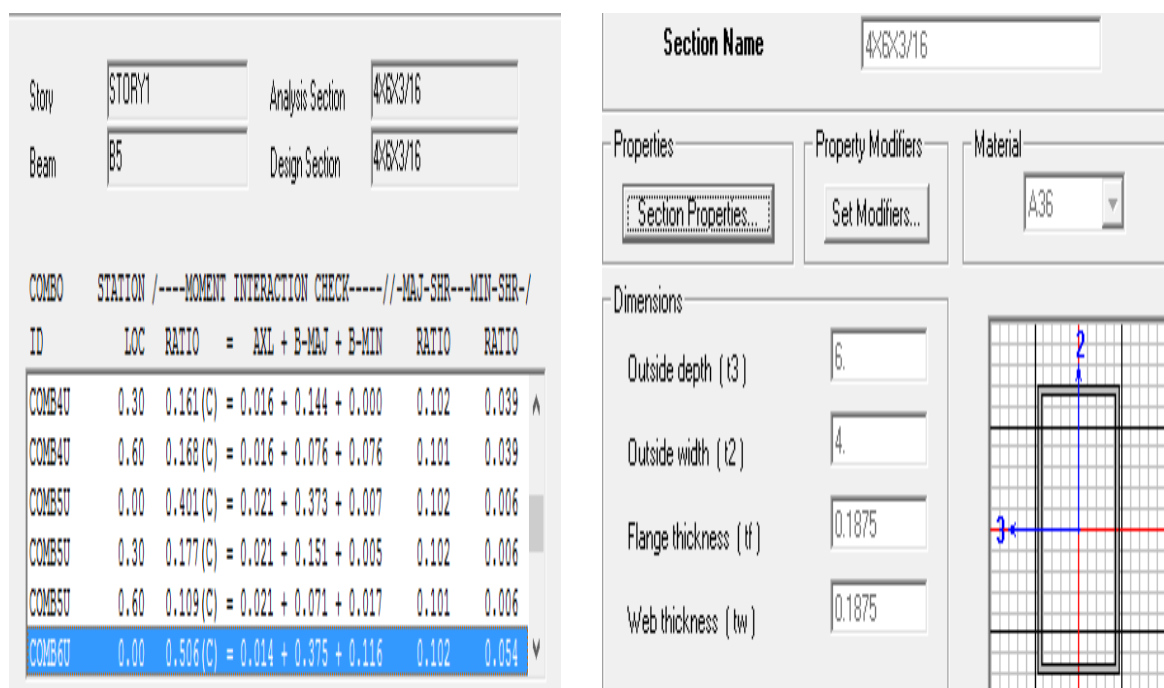 Story STORY1 Analysis Section 4X6X3/16
Beam B5 Design Section 4X6X3/16
COMBO STATION /----MOMENT INTERACTION CHECK-----//-MAJ-SHR---MIN-SHR-/
ID LOC RATIO = AXL + B-MAJ + B-MIN RATIO RATIO
COMB4U 0.30 0.161(C) = 0.016 + 0.144 + 0.000 0.102 0.039
COMB4U 0.60 0.168(C) = 0.016 + 0.076 + 0.076 0.101 0.039
COMB5U 0.00 0.401(C) = 0.021 + 0.373 + 0.007 0.102 0.006
COMB5U 0.30 0.177(C) = 0.021 + 0.151 + 0.005 0.102 0.006
COMB5U 0.60 0.109(C) = 0.021 + 0.071 + 0.017 0.101 0.006
COMB6U 0.00 0.506(C) = 0.014 + 0.375 + 0.116 0.102 0.054
Section Name 4X6X3/16
Properties
Section Properties...
Property Modifiers
Set Modifiers...
Material
A36
Dimensions
Outside depth ( t3 ) 6.
Outside width ( t2 ) 4.
Flange thickness ( tf ) 0.1875
Web thickness ( tw ) 0.1875
2
3